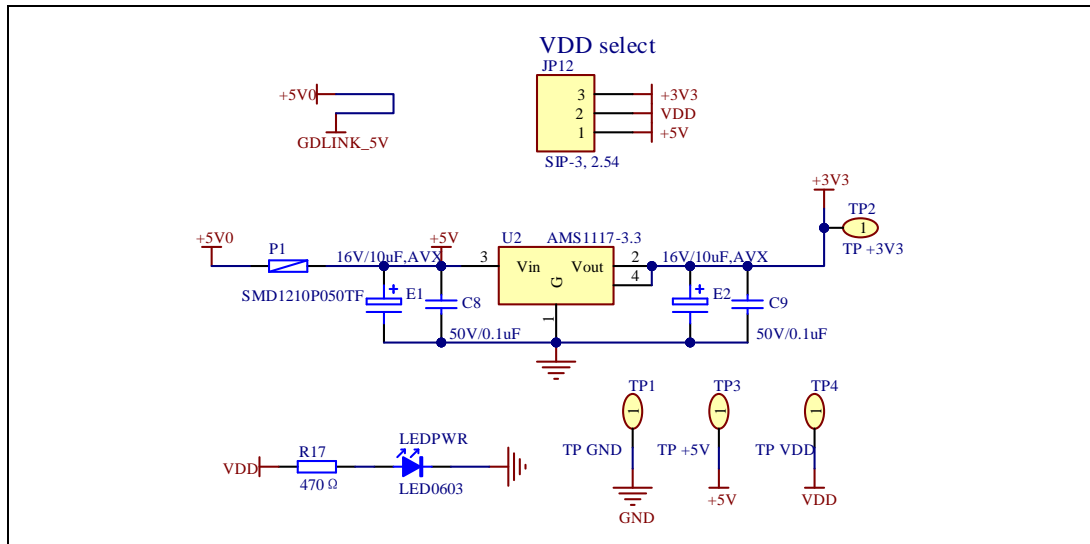 VDD select
JP12
+5V0
3
+3V3
2
VDD
GDLINK_5V
1
+5V
SIP-3, 2.54
+3V3
TP2
1
TP +3V3
+5V0
P1
+5V
U2
AMS1117-3.3
16V/10uF,AVX
3
Vin
Vout
2
4
16V/10uF,AVX
SMD1210P050TF
E1
C8
G
1
E2
C9
50V/0.1uF
50V/0.1uF
TP1
TP3
TP4
1
1
1
TP GND
TP +5V
TP VDD
GND
+5V
VDD
R17
LEDPWR
VDD
470 Ω
LED0603